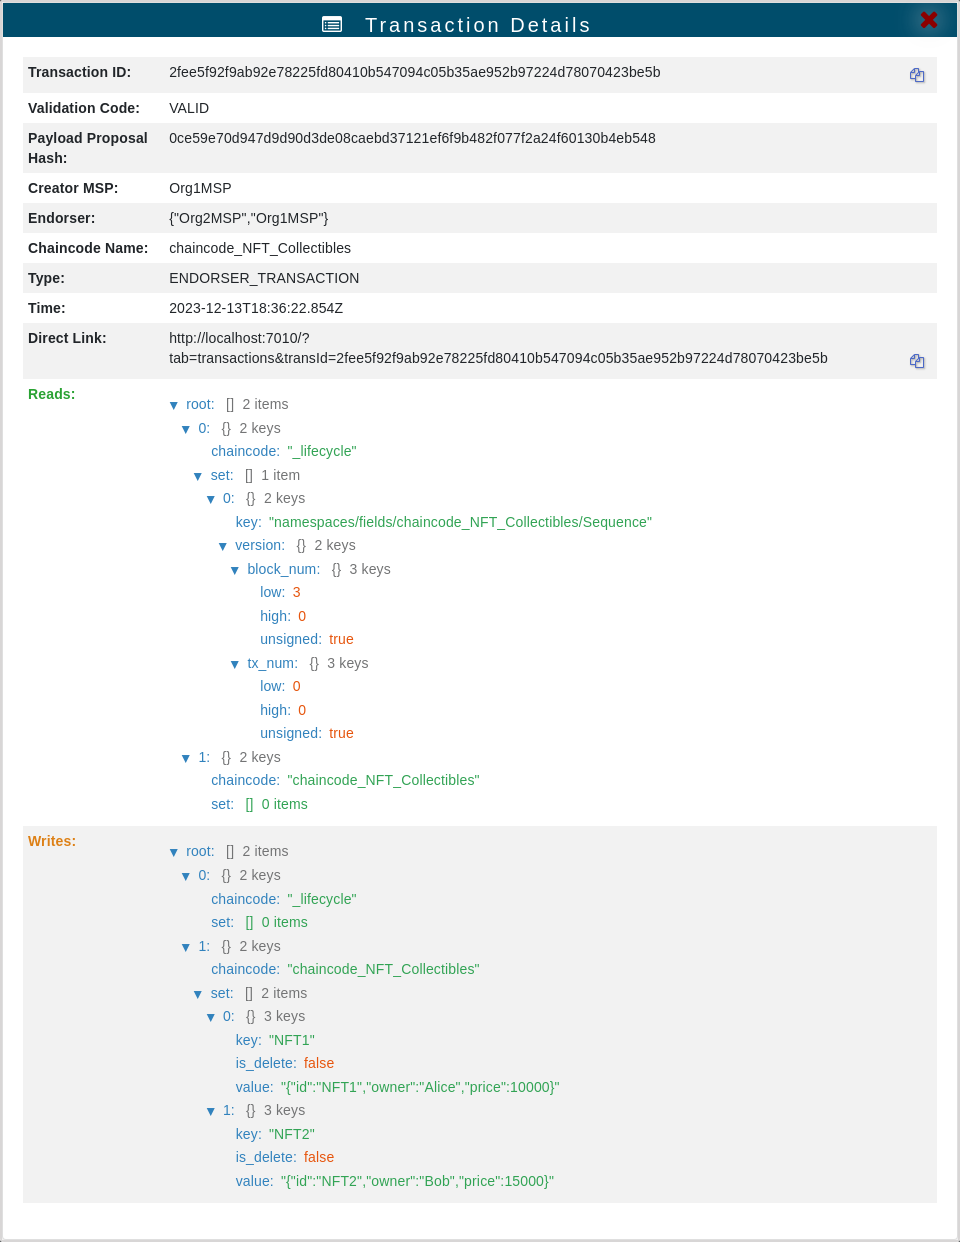 Transaction Details
Transaction ID: 2fee5f92f9ab92e78225fd80410b547094c05b35ae952b97224d78070423be5b
Validation Code: VALID
Payload Proposal Hash: 0ce59e70d947d9d90d3de08caebd37121ef6f9b482f077f2a24f60130b4eb548
Creator MSP: Org1MSP
Endorser: {"Org2MSP","Org1MSP"}
Chaincode Name: chaincode_NFT_Collectibles
Type: ENDORSER_TRANSACTION
Time: 2023-12-13T18:36:22.854Z
Direct Link: http://localhost:7010/?
tab=transactions&transId=2fee5f92f9ab92e78225fd80410b547094c05b35ae952b97224d78070423be5b
Reads:
▼ root: [] 2 items
▼ 0: {} 2 keys
chaincode: "_lifecycle"
▼ set: [] 1 item
▼ 0: {} 2 keys
key: "namespaces/fields/chaincode_NFT_Collectibles/Sequence"
▼ version: {} 2 keys
▼ block_num: {} 3 keys
low: 3
high: 0
unsigned: true
▼ tx_num: {} 3 keys
low: 0
high: 0
unsigned: true
▼ 1: {} 2 keys
chaincode: "chaincode_NFT_Collectibles"
set: [] 0 items
Writes:
▼ root: [] 2 items
▼ 0: {} 2 keys
chaincode: "_lifecycle"
set: [] 0 items
▼ 1: {} 2 keys
chaincode: "chaincode_NFT_Collectibles"
▼ set: [] 2 items
▼ 0: {} 3 keys
key: "NFT1"
is_delete: false
value: "{"id":"NFT1","owner":"Alice","price":10000}"
▼ 1: {} 3 keys
key: "NFT2"
is_delete: false
value: "{"id":"NFT2","owner":"Bob","price":15000}"